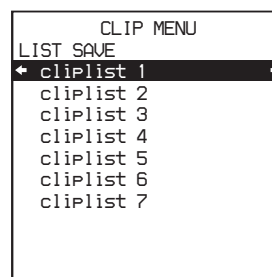 CLIP MENU
LIST SAVE
cliplist 1
cliplist 2
cliplist 3
cliplist 4
cliplist 5
cliplist 6
cliplist 7